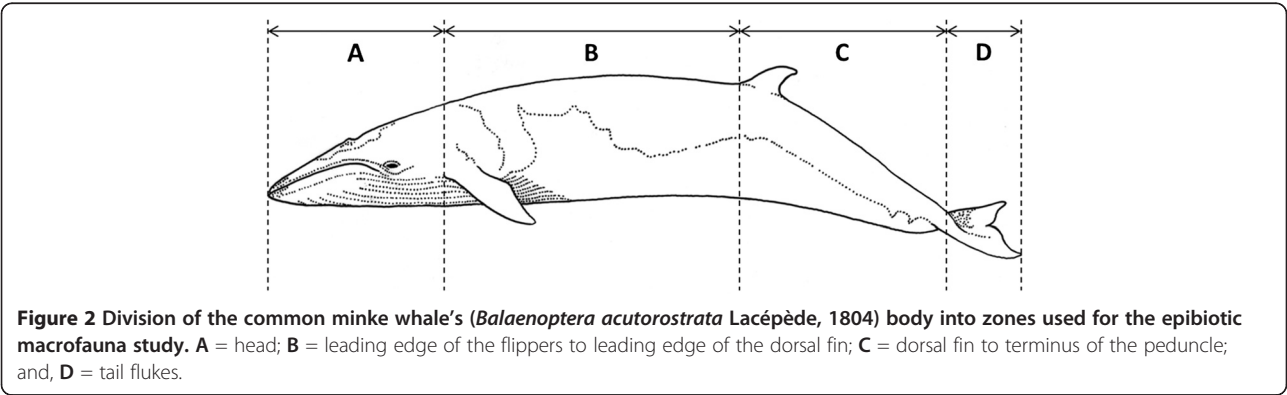 A B C D
Figure 2 Division of the common minke whale's (Balaenoptera acutorostrata Lacépède, 1804) body into zones used for the epibiotic
macrofauna study. A = head; B = leading edge of the flippers to leading edge of the dorsal fin; C = dorsal fin to terminus of the peduncle;
and, D = tail flukes.